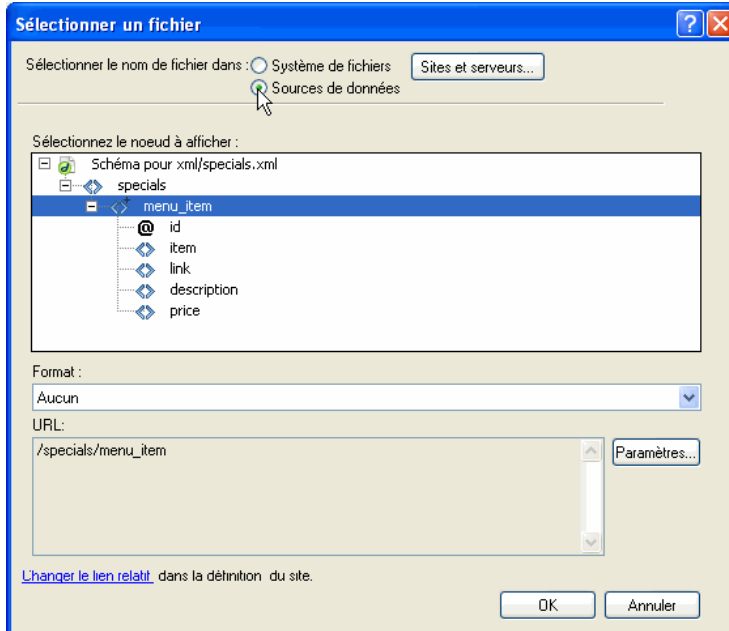 Sélectionner un fichier
Sélectionner le nom de fichier dans : Système de fichiers Sites et serveurs...
Sources de données
Sélectionnez le noeud à afficher :
Schéma pour xml/specials.xml
specials
menu_item
@ id
item
link
description
price
Format :
Aucun
URL:
/specials/menu_item
Paramètres...
Changer le lien relatif dans la définition du site.
OK Annuler